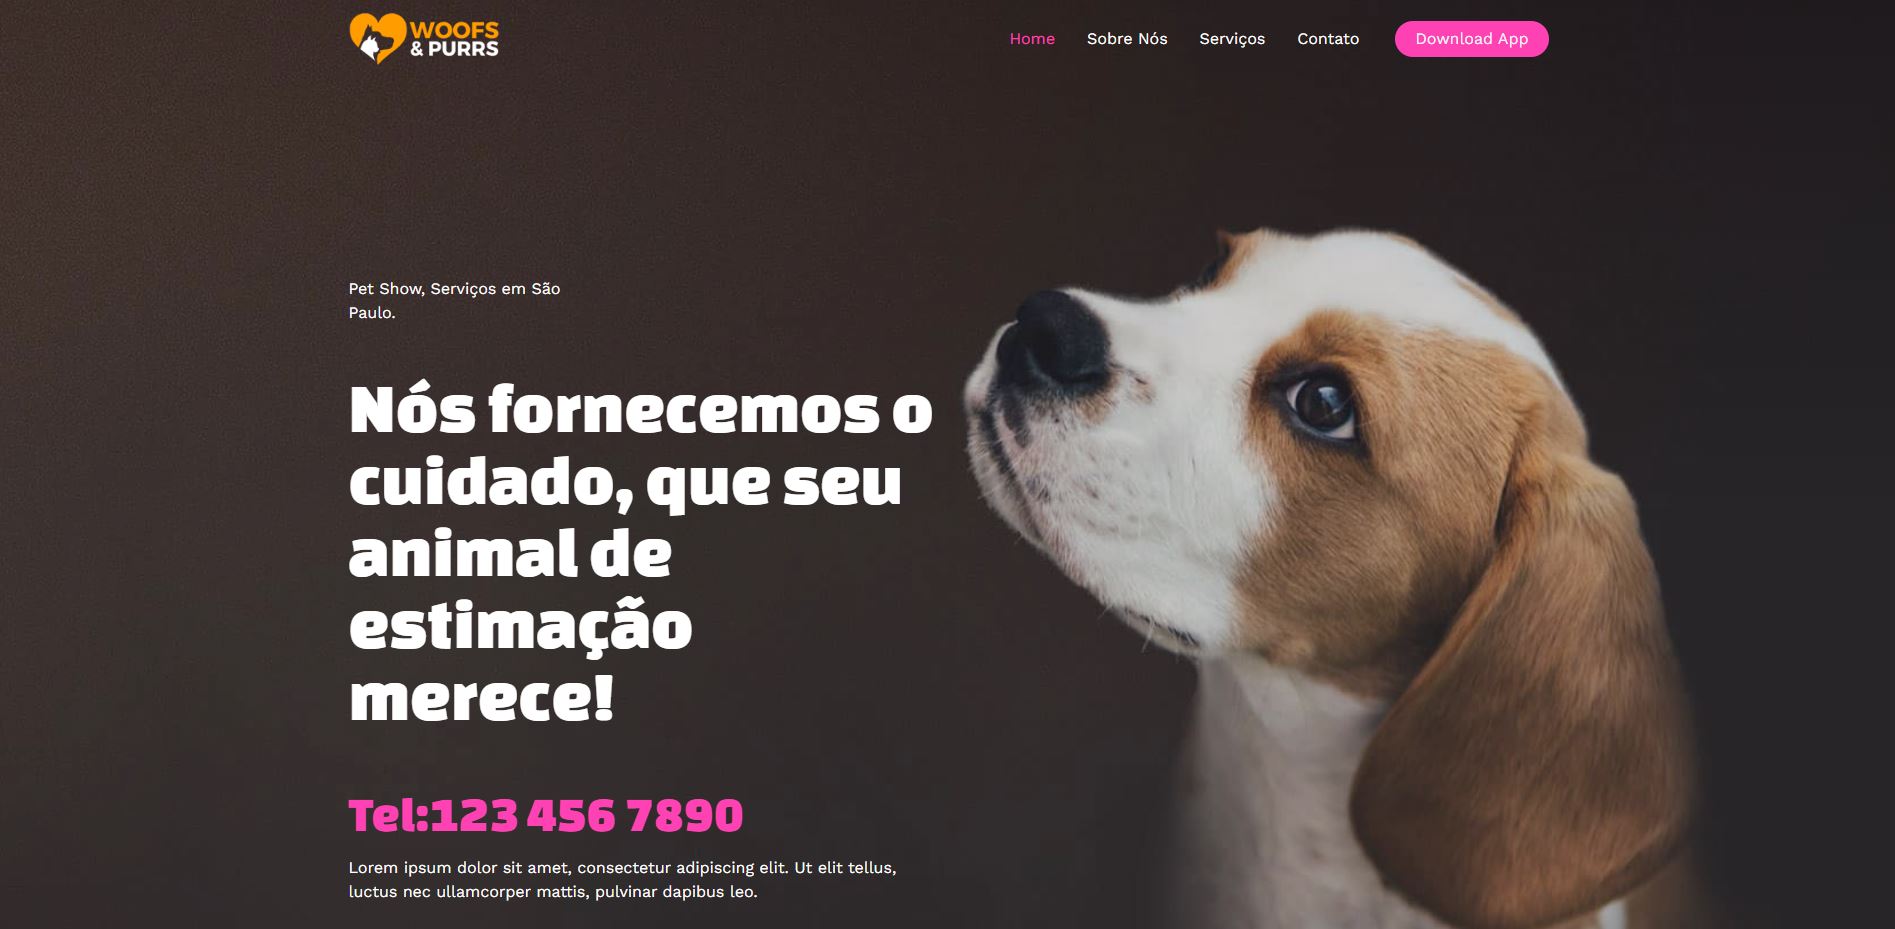 WOOFS
& PURRS
Home Sobre Nós Serviços Contato Download App
Pet Show, Serviços em São
Paulo.
Nós fornecemos o
cuidado, que seu
animal de
estimação
merece!
Tel:123 456 7890
Lorem ipsum dolor sit amet, consectetur adipiscing elit. Ut elit tellus,
luctus nec ullamcorper mattis, pulvinar dapibus leo.